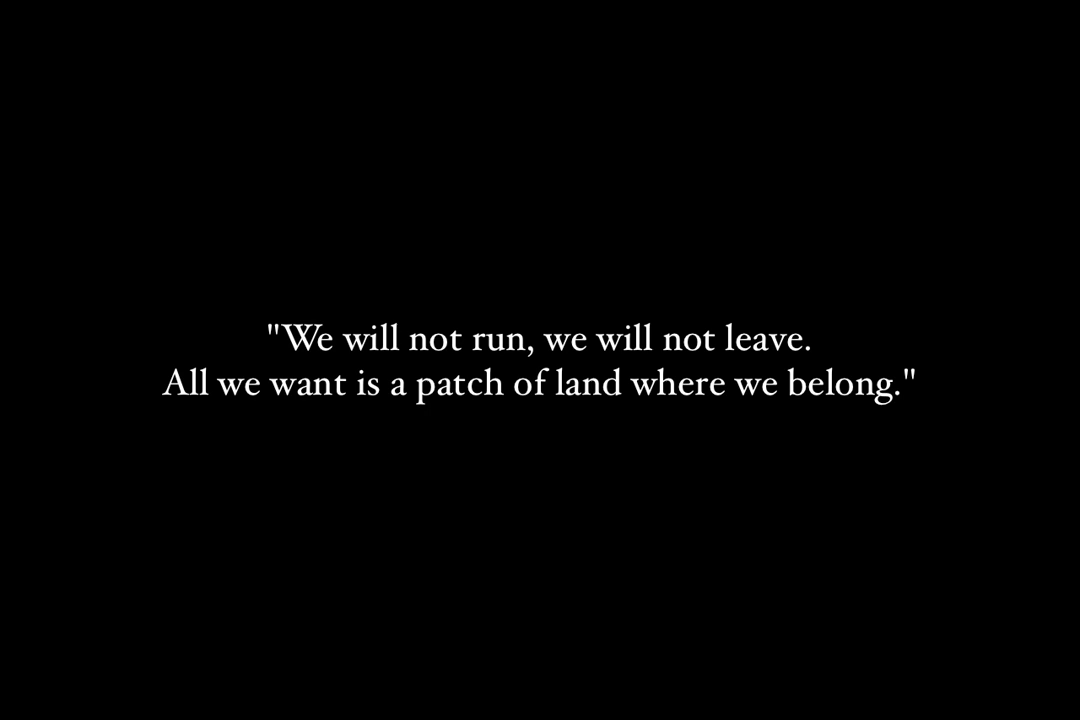 "We will not run, we will not leave.
All we want is a patch of land where we belong."